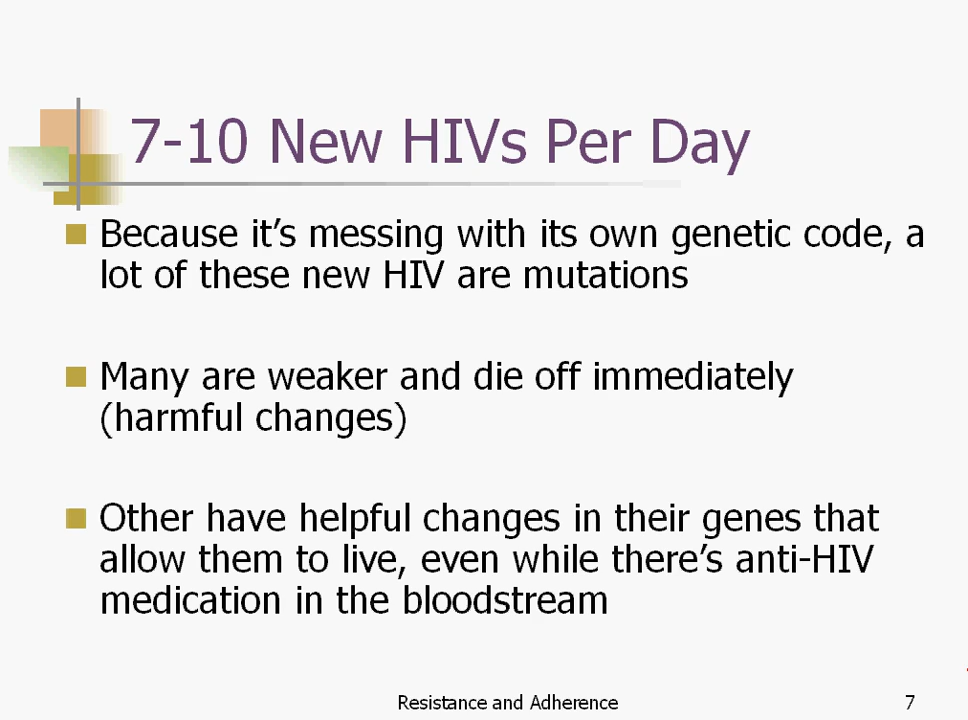 7-10 New HIVs Per Day
Because it's messing with its own genetic code, a
lot of these new HIV are mutations
Many are weaker and die off immediately
(harmful changes)
Other have helpful changes in their genes that
allow them to live, even while there's anti-HIV
medication in the bloodstream
Resistance and Adherence
7